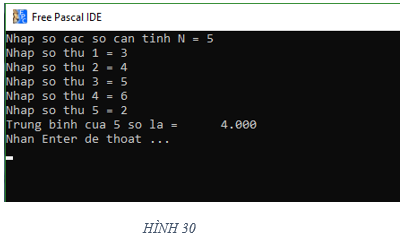 Free Pascal IDE
Nhap so cac so can tinh N = 5
Nhap so thu 1 = 3
Nhap so thu 2 = 4
Nhap so thu 3 = 5
Nhap so thu 4 = 6
Nhap so thu 5 = 2
Trung binh cua 5 so la =      4.000
Nhan Enter de thoat ...
HÌNH 30